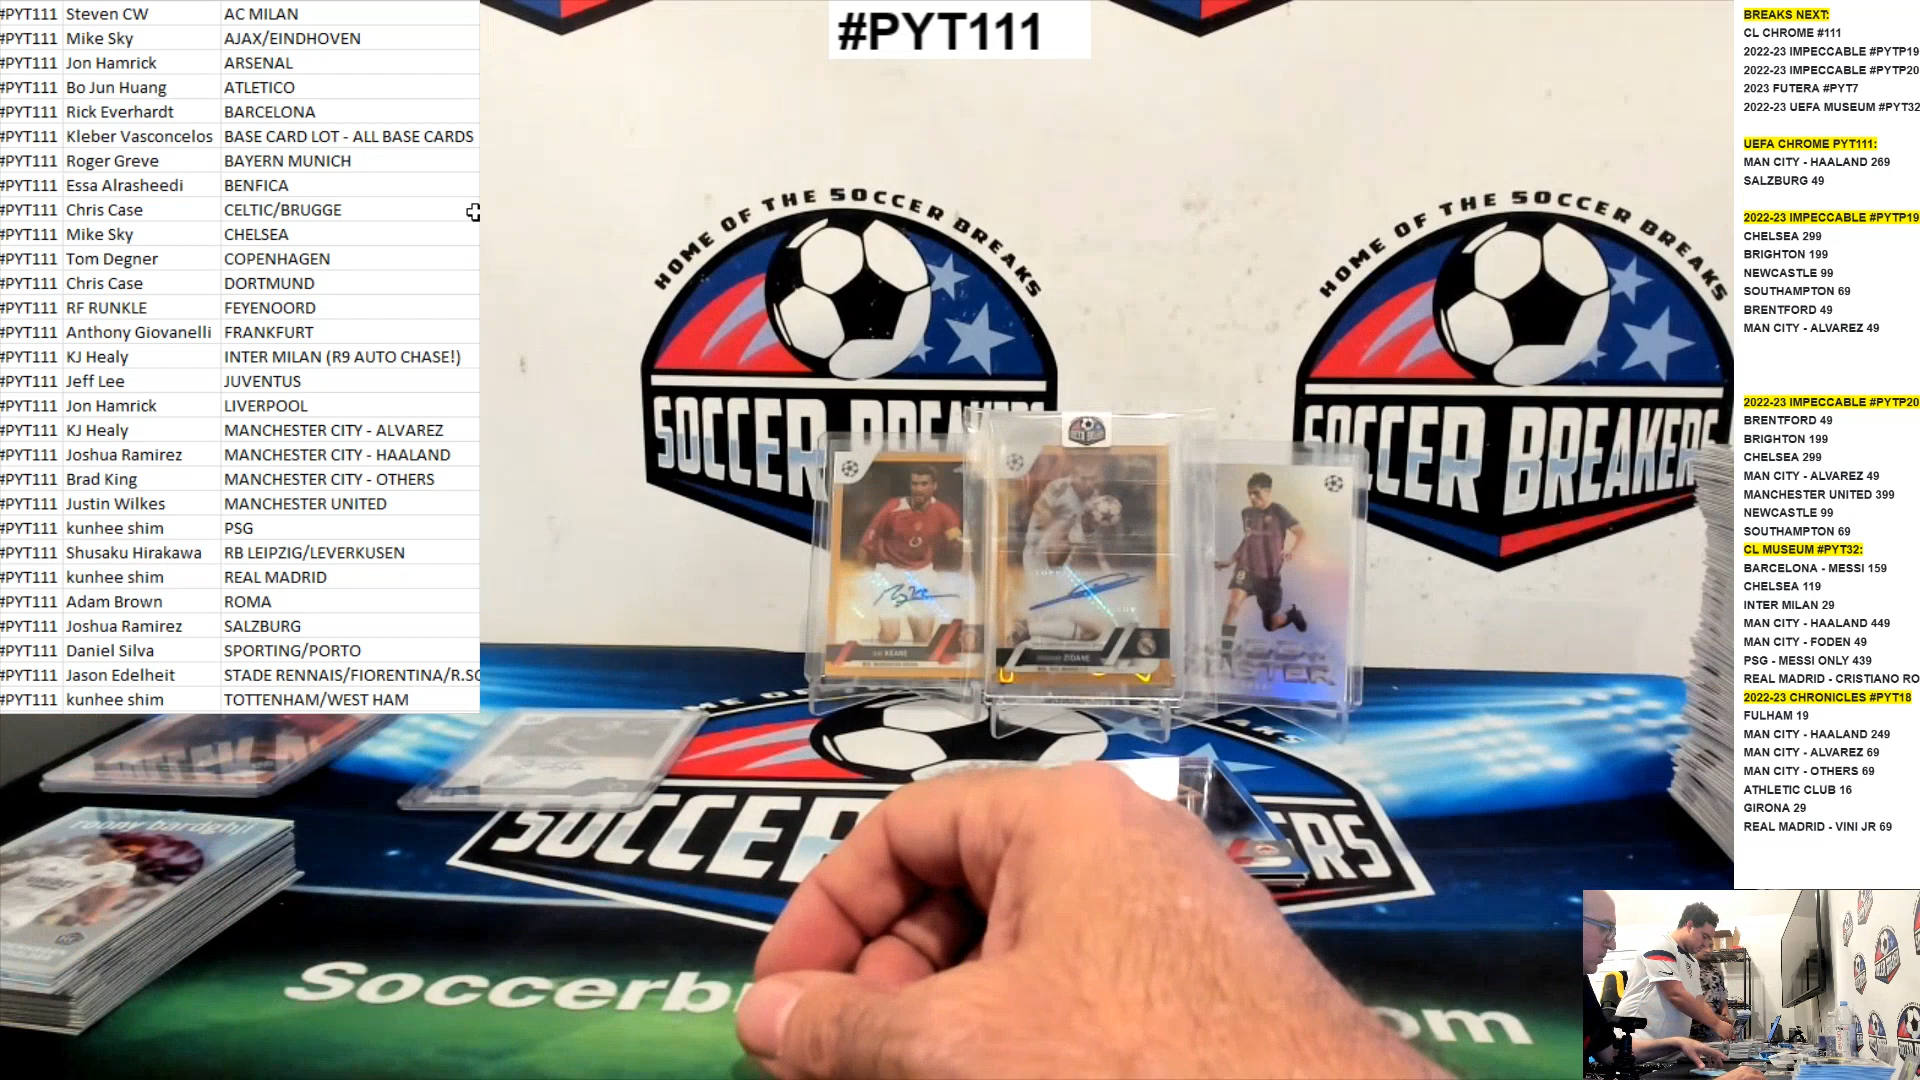 #PYT111 Steven CW AC MILAN
#PYT111 Mike Sky AJAX/EINDHOVEN
#PYT111 Jon Hamrick ARSENAL
#PYT111 Bo Jun Huang ATLETICO
#PYT111 Rick Everhardt BARCELONA
#PYT111 Kleber Vasconcelos BASE CARD LOT - ALL BASE CARDS
#PYT111 Roger Greve BAYERN MUNICH
#PYT111 Essa Alrasheedi BENFICA
#PYT111 Chris Case CELTIC/BRUGGE
#PYT111 Mike Sky CHELSEA
#PYT111 Tom Degner COPENHAGEN
#PYT111 Chris Case DORTMUND
#PYT111 RF RUNKLE FEYENOORD
#PYT111 Anthony Giovanelli FRANKFURT
#PYT111 KJ Healy INTER MILAN (R9 AUTO CHASE!)
#PYT111 Jeff Lee JUVENTUS
#PYT111 Jon Hamrick LIVERPOOL
#PYT111 KJ Healy MANCHESTER CITY - ALVAREZ
#PYT111 Joshua Ramirez MANCHESTER CITY - HAALAND
#PYT111 Brad King MANCHESTER CITY - OTHERS
#PYT111 Justin Wilkes MANCHESTER UNITED
#PYT111 kunhee shim PSG
#PYT111 Shusaku Hirakawa RB LEIPZIG/LEVERKUSEN
#PYT111 kunhee shim REAL MADRID
#PYT111 Adam Brown ROMA
#PYT111 Joshua Ramirez SALZBURG
#PYT111 Daniel Silva SPORTING/PORTO
#PYT111 Jason Edelheit STADE RENNAIS/FIORENTINA/R.SO
#PYT111 kunhee shim TOTTENHAM/WEST HAM
#PYT111
HOME OF THE SOCCER BREAKS
SOCCER BREAKERS
HOME OF THE SOCCER BREAKS
SOCCER BREAKERS
KEANE
ZIDANE
SOCCER
ERS
Soccerb
om
roony bardghji
BREAKS NEXT:
CL CHROME #111
2022-23 IMPECCABLE #PYTP19
2022-23 IMPECCABLE #PYTP20
2023 FUTERA #PYT7
2022-23 UEFA MUSEUM #PYT32
UEFA CHROME PYT111:
MAN CITY - HAALAND 269
SALZBURG 49
2022-23 IMPECCABLE #PYTP19
CHELSEA 299
BRIGHTON 199
NEWCASTLE 99
SOUTHAMPTON 69
BRENTFORD 49
MAN CITY - ALVAREZ 49
2022-23 IMPECCABLE #PYTP20
BRENTFORD 49
BRIGHTON 199
CHELSEA 299
MAN CITY - ALVAREZ 49
MANCHESTER UNITED 399
NEWCASTLE 99
SOUTHAMPTON 69
CL MUSEUM #PYT32:
BARCELONA - MESSI 159
CHELSEA 119
INTER MILAN 29
MAN CITY - HAALAND 449
MAN CITY - FODEN 49
PSG - MESSI ONLY 439
REAL MADRID - CRISTIANO RO
2022-23 CHRONICLES #PYT18
FULHAM 19
MAN CITY - HAALAND 249
MAN CITY - ALVAREZ 69
MAN CITY - OTHERS 69
ATHLETIC CLUB 16
GIRONA 29
REAL MADRID - VINI JR 69